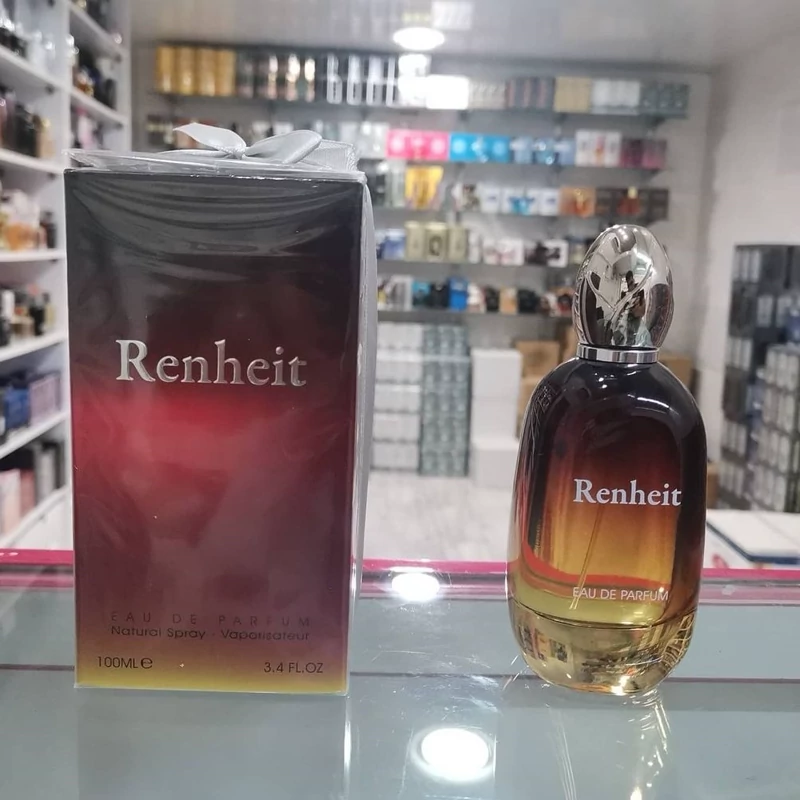 Renheit
EAU DE PARFUM
Natural Spray - Vaporisateur
100ML e
3.4 FL.OZ
Renheit
EAU DE PARFUM